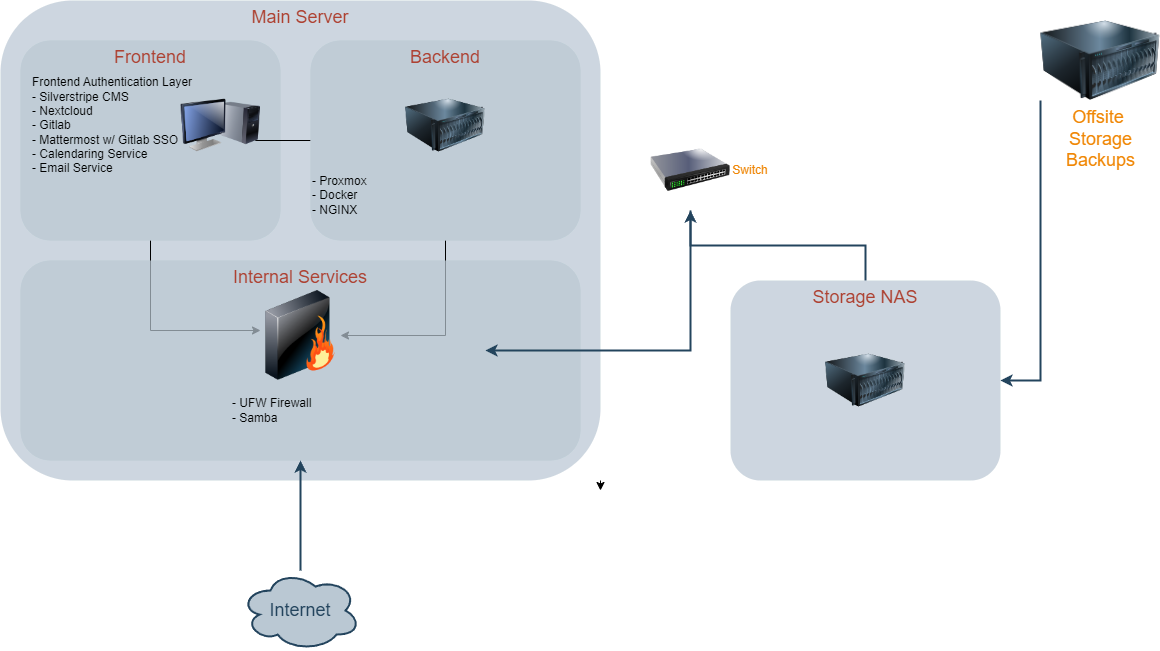 Main Server
Frontend
Frontend Authentication Layer
- Silverstripe CMS
- Nextcloud
- Gitlab
- Mattermost w/ Gitlab SSO
- Calendaring Service
- Email Service
Backend
- Proxmox
- Docker
- NGINX
Internal Services
- UFW Firewall
- Samba
Internet
Switch
Storage NAS
Offsite
Storage
Backups